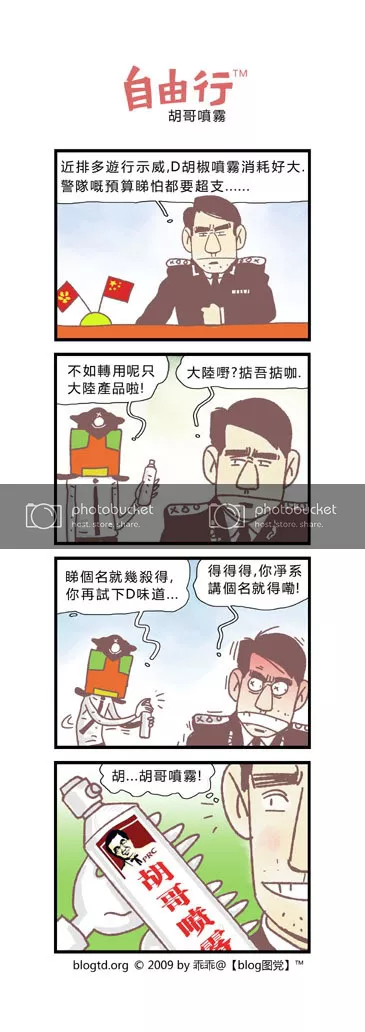 自由行™
胡哥噴霧
近排多遊行示威,D胡椒噴霧消耗好大.
警隊嘅預算睇怕都要超支......
不如轉用呢只
大陸產品啦!
大陸嘢?掂吾掂咖.
photobucket
host. store. share.
photobucket
host. store. share.
睇個名就幾殺得,
你再試下D味道...
得得得,你淨系
講個名就得嘞!
胡...胡哥噴霧!
PRC
胡哥喷雾
blogtd.org © 2009 by 乖乖@【blog图党】™